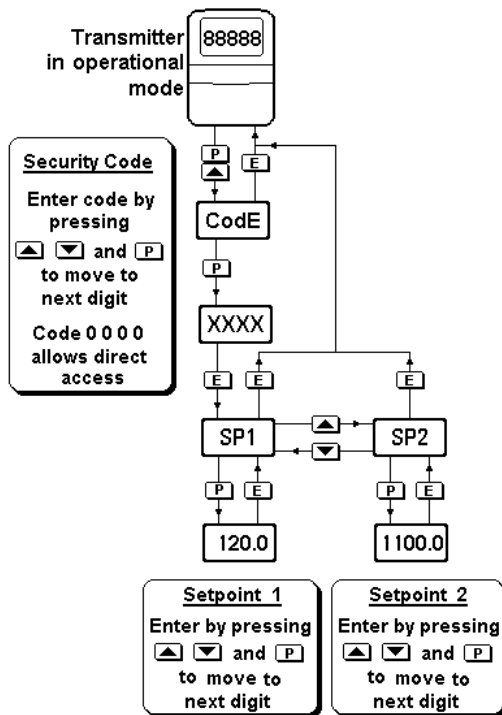 Transmitter
in operational
mode
88888
P
E
Security Code
Enter code by
pressing
and P
to move to
next digit
Code 0 0 0 0
allows direct
access
CodE
P
XXXX
E
E
E
SP1
SP2
P
E
P
E
120.0
1100.0
Setpoint 1
Enter by pressing
and P
to move to
next digit
Setpoint 2
Enter by pressing
and P
to move to
next digit